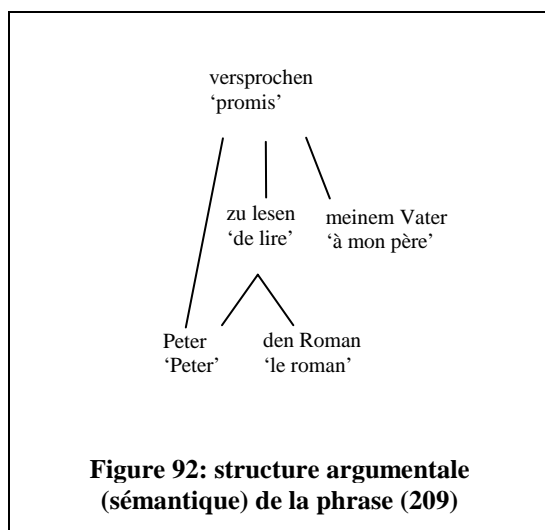 versprochen
‘promis’
zu lesen
‘de lire’
meinem Vater
‘à mon père’
Peter
‘Peter’
den Roman
‘le roman’
Figure 92: structure argumentale
(sémantique) de la phrase (209)